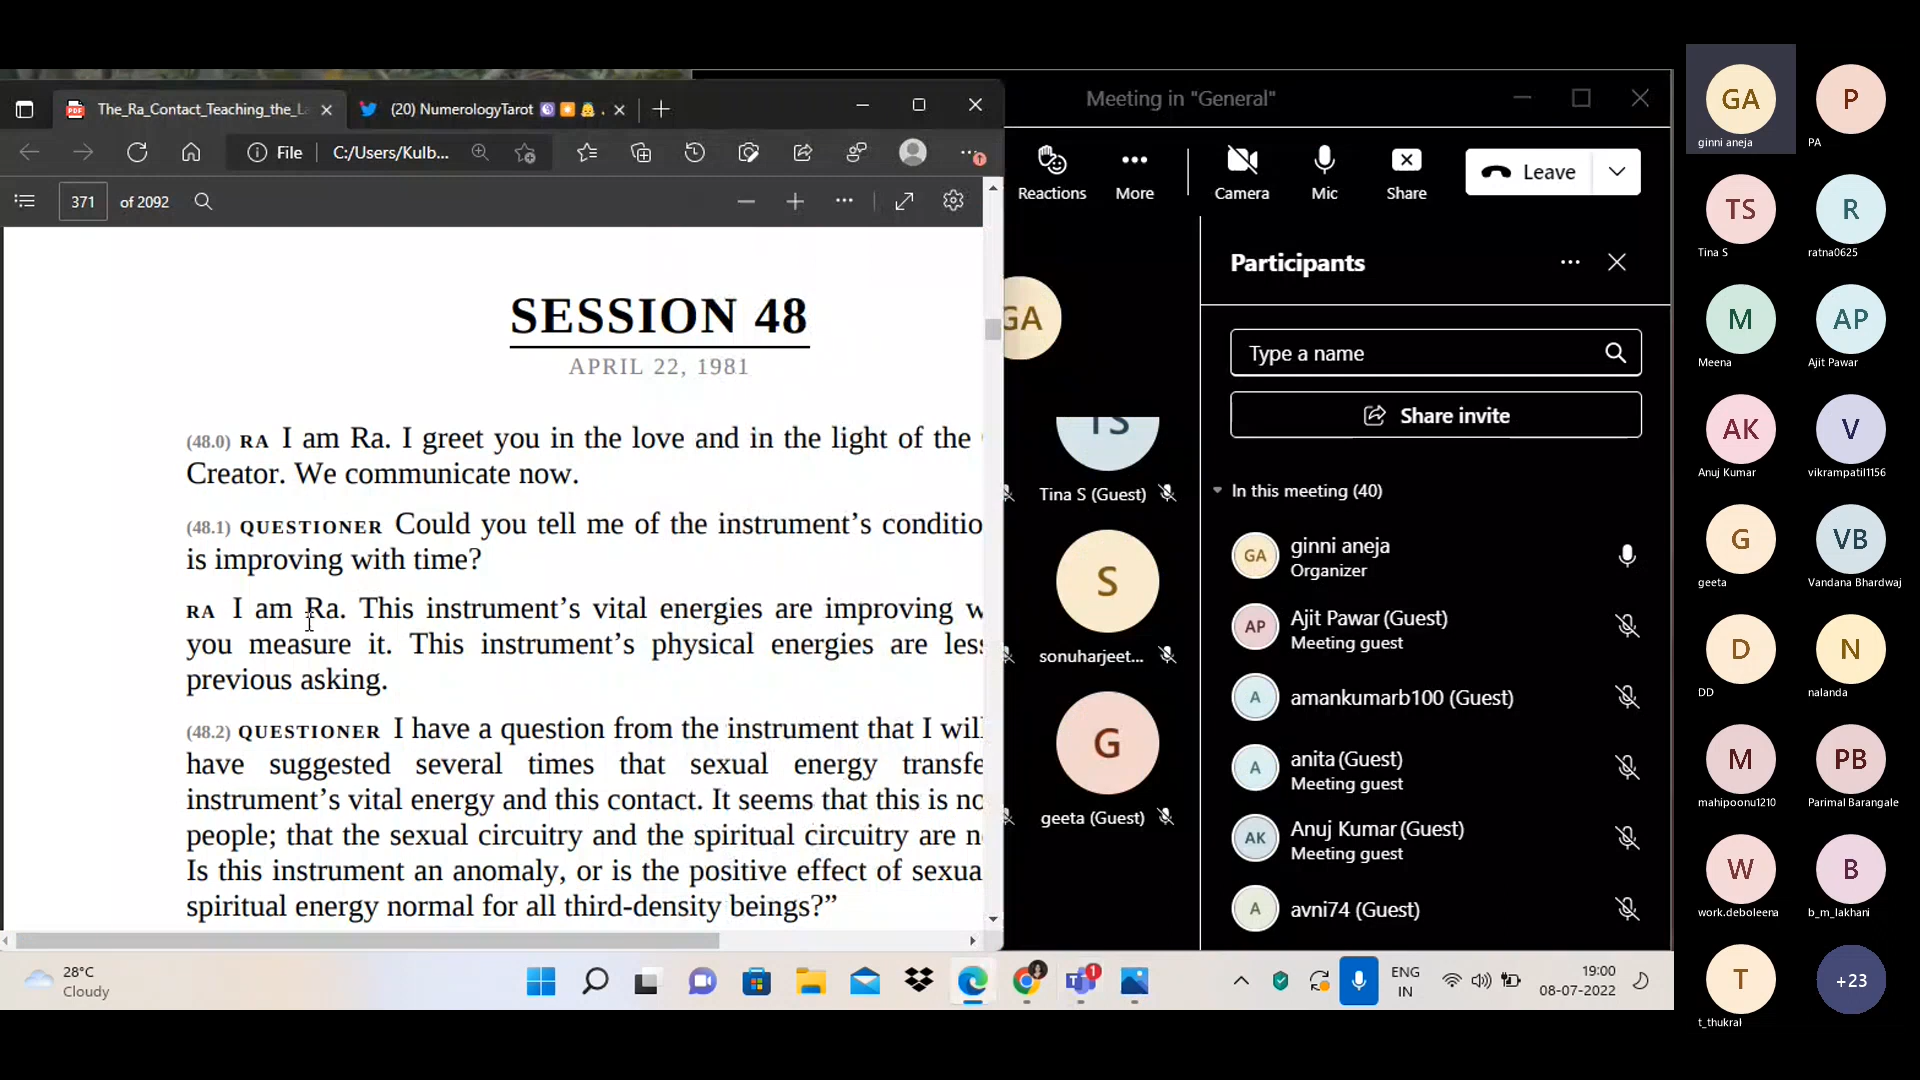 The_Ra_Contact_Teaching_the_L
(20) NumerologyTarot
File
C:/Users/Kulb...
371
of 2092
SESSION 48
APRIL 22, 1981
(48.0) RA I am Ra. I greet you in the love and in the light of the
Creator. We communicate now.
(48.1) QUESTIONER Could you tell me of the instrument’s conditio
is improving with time?
RA I am Ra. This instrument’s vital energies are improving w
you measure it. This instrument’s physical energies are less
previous asking.
(48.2) QUESTIONER I have a question from the instrument that I will
have suggested several times that sexual energy transfe
instrument’s vital energy and this contact. It seems that this is no
people; that the sexual circuitry and the spiritual circuitry are n
Is this instrument an anomaly, or is the positive effect of sexua
spiritual energy normal for all third-density beings?”
Meeting in "General"
Reactions
More
Camera
Mic
Share
Leave
GA
TS
Tina S (Guest)
S
sonuharjeet...
G
geeta (Guest)
Participants
Type a name
Share invite
In this meeting (40)
GA
ginni aneja
Organizer
AP
Ajit Pawar (Guest)
Meeting guest
A
amankumarb100 (Guest)
A
anita (Guest)
Meeting guest
AK
Anuj Kumar (Guest)
Meeting guest
A
avni74 (Guest)
28°C
Cloudy
1
ENG
IN
19:00
08-07-2022
GA
ginni aneja
P
PA
TS
Tina S
R
ratna0625
M
Meena
AP
Ajit Pawar
AK
Anuj Kumar
V
vikrampatil1156
G
geeta
VB
Vandana Bhardwaj
D
DD
N
nalanda
M
mahipoonu1210
PB
Parimal Barangale
W
work.deboleena
B
b_m_lakhani
T
t_thukral
+23